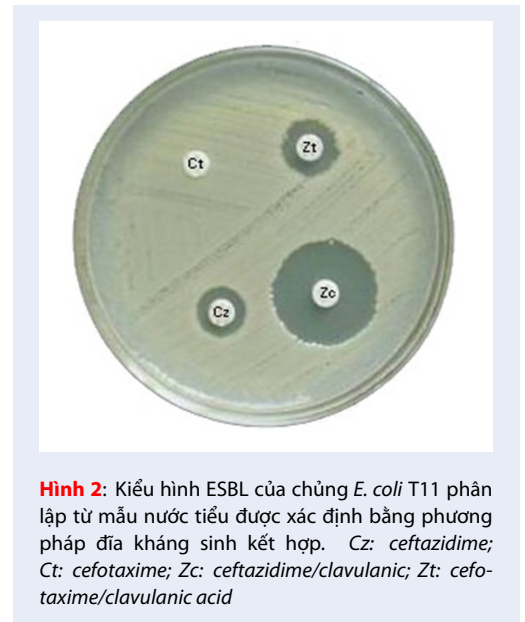 Ct
Zt
Cz
Zc
Hình 2: Kiểu hình ESBL của chủng E. coli T11 phân
lập từ mẫu nước tiểu được xác định bằng phương
pháp đĩa kháng sinh kết hợp. Cz: ceftazidime;
Ct: cefotaxime; Zc: ceftazidime/clavulanic; Zt: cefo-
taxime/clavulanic acid